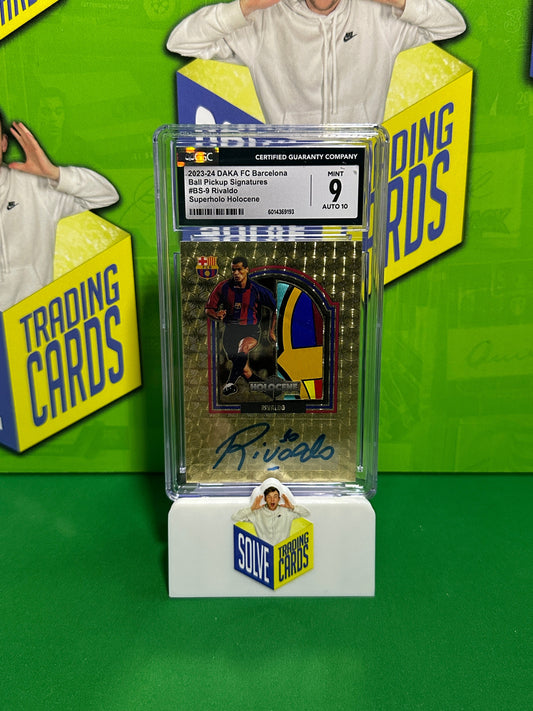 TRADING
CARDS
TRADING
CARDS
CGC
CERTIFIED GUARANTY COMPANY
2023-24 DAKA FC Barcelona
Ball Pickup Signatures
#BS-9 Rivaldo
Superholo Holocene
MINT
9
AUTO 10
6014369193
HOLOCENE
RIVALDO
Rivaldo
SOLVE
TRADING
CARDS